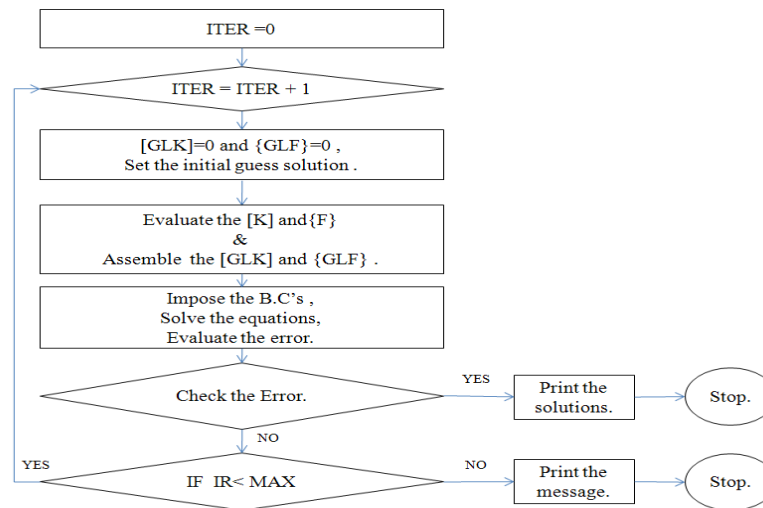 ITER =0
ITER = ITER + 1
[GLK]=0 and {GLF}=0 ,
Set the initial guess solution .
Evaluate the [K] and{F}
&
Assemble the [GLK] and {GLF} .
Impose the B.C's ,
Solve the equations,
Evaluate the error.
Check the Error.
YES
Print the
solutions.
Stop.
NO
YES
IF IR< MAX
NO
Print the
message.
Stop.